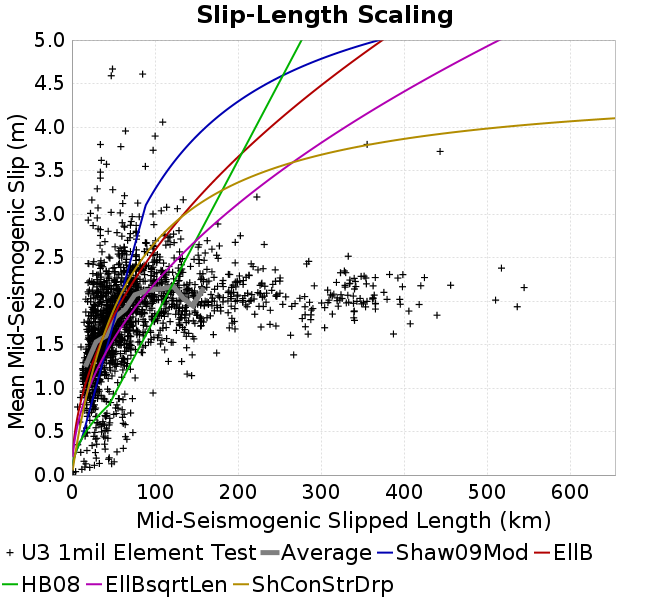 Slip-Length Scaling
Mean Mid-Seismogenic Slip (m)
5.0
4.5
4.0
3.5
3.0
2.5
2.0
1.5
1.0
0.5
0.0
0 100 200 300 400 500 600
Mid-Seismogenic Slipped Length (km)
U3 1mil Element Test Average Shaw09Mod EllB
HB08 EllBsqrtLen ShConStrDrp